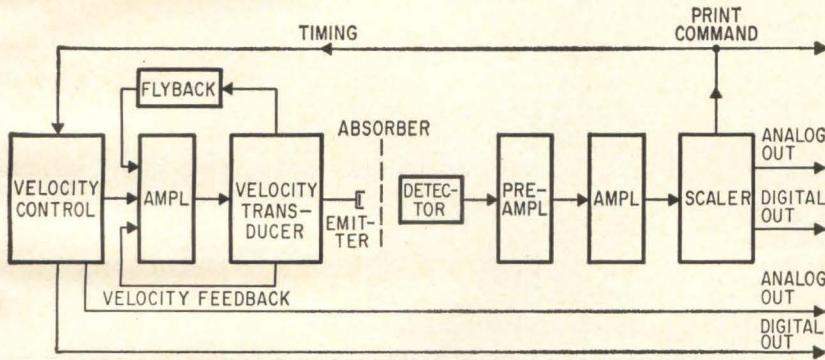 PRINT
COMMAND
TIMING
FLYBACK
ABSORBER
VELOCITY
CONTROL
AMPL
VELOCITY
TRANS-
DUCER
EMIT-
TER
DETEC-
TOR
PRE-
AMPL
AMPL
SCALER
ANALOG
OUT
DIGITAL
OUT
VELOCITY FEEDBACK
ANALOG
OUT
DIGITAL
OUT